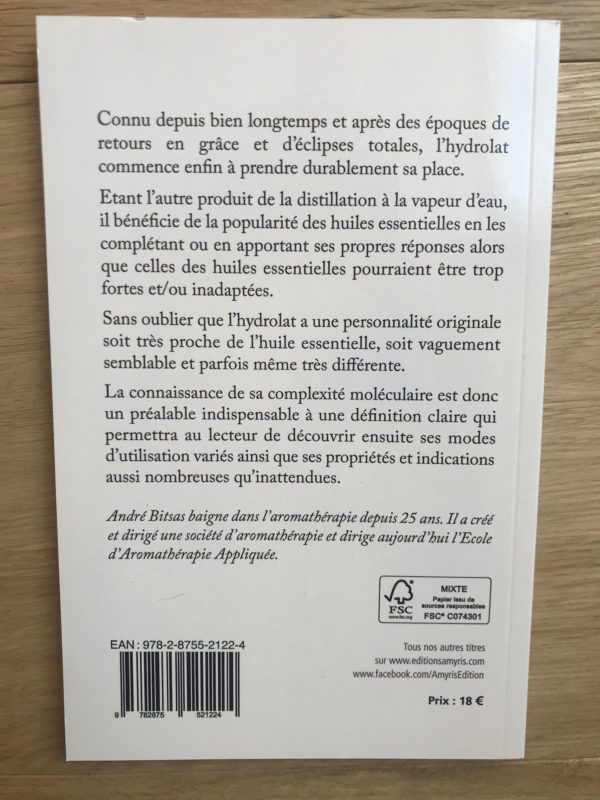 Connu depuis bien longtemps et après des époques de
retours en grâce et d'éclipses totales, l'hydrolat
commence enfin à prendre durablement sa place.
Etant l'autre produit de la distillation à la vapeur d'eau,
il bénéficie de la popularité des huiles essentielles en les
complétant ou en apportant ses propres réponses alors
que celles des huiles essentielles pourraient être trop
fortes et/ou inadaptées.
Sans oublier que l'hydrolat a une personnalité originale
soit très proche de l'huile essentielle, soit vaguement
semblable et parfois même très différente.
La connaissance de sa complexité moléculaire est donc
un préalable indispensable à une définition claire qui
permettra au lecteur de découvrir ensuite ses modes
d'utilisation variés ainsi que ses propriétés et indications
aussi nombreuses qu'inattendues.
André Bitsas baigne dans l'aromathérapie depuis 25 ans. Il a créé
et dirigé une société d'aromathérapie et dirige aujourd'hui l'Ecole
d'Aromathérapie Appliquée.
FSC
www.fsc.org
MIXTE
Papier issu de
sources responsables
FSC® C074301
EAN : 978-2-8755-2122-4
9 782875 521224
Tous nos autres titres
sur www.editionsamyris.com
www.facebook.com/AmyrisEdition
Prix : 18 €